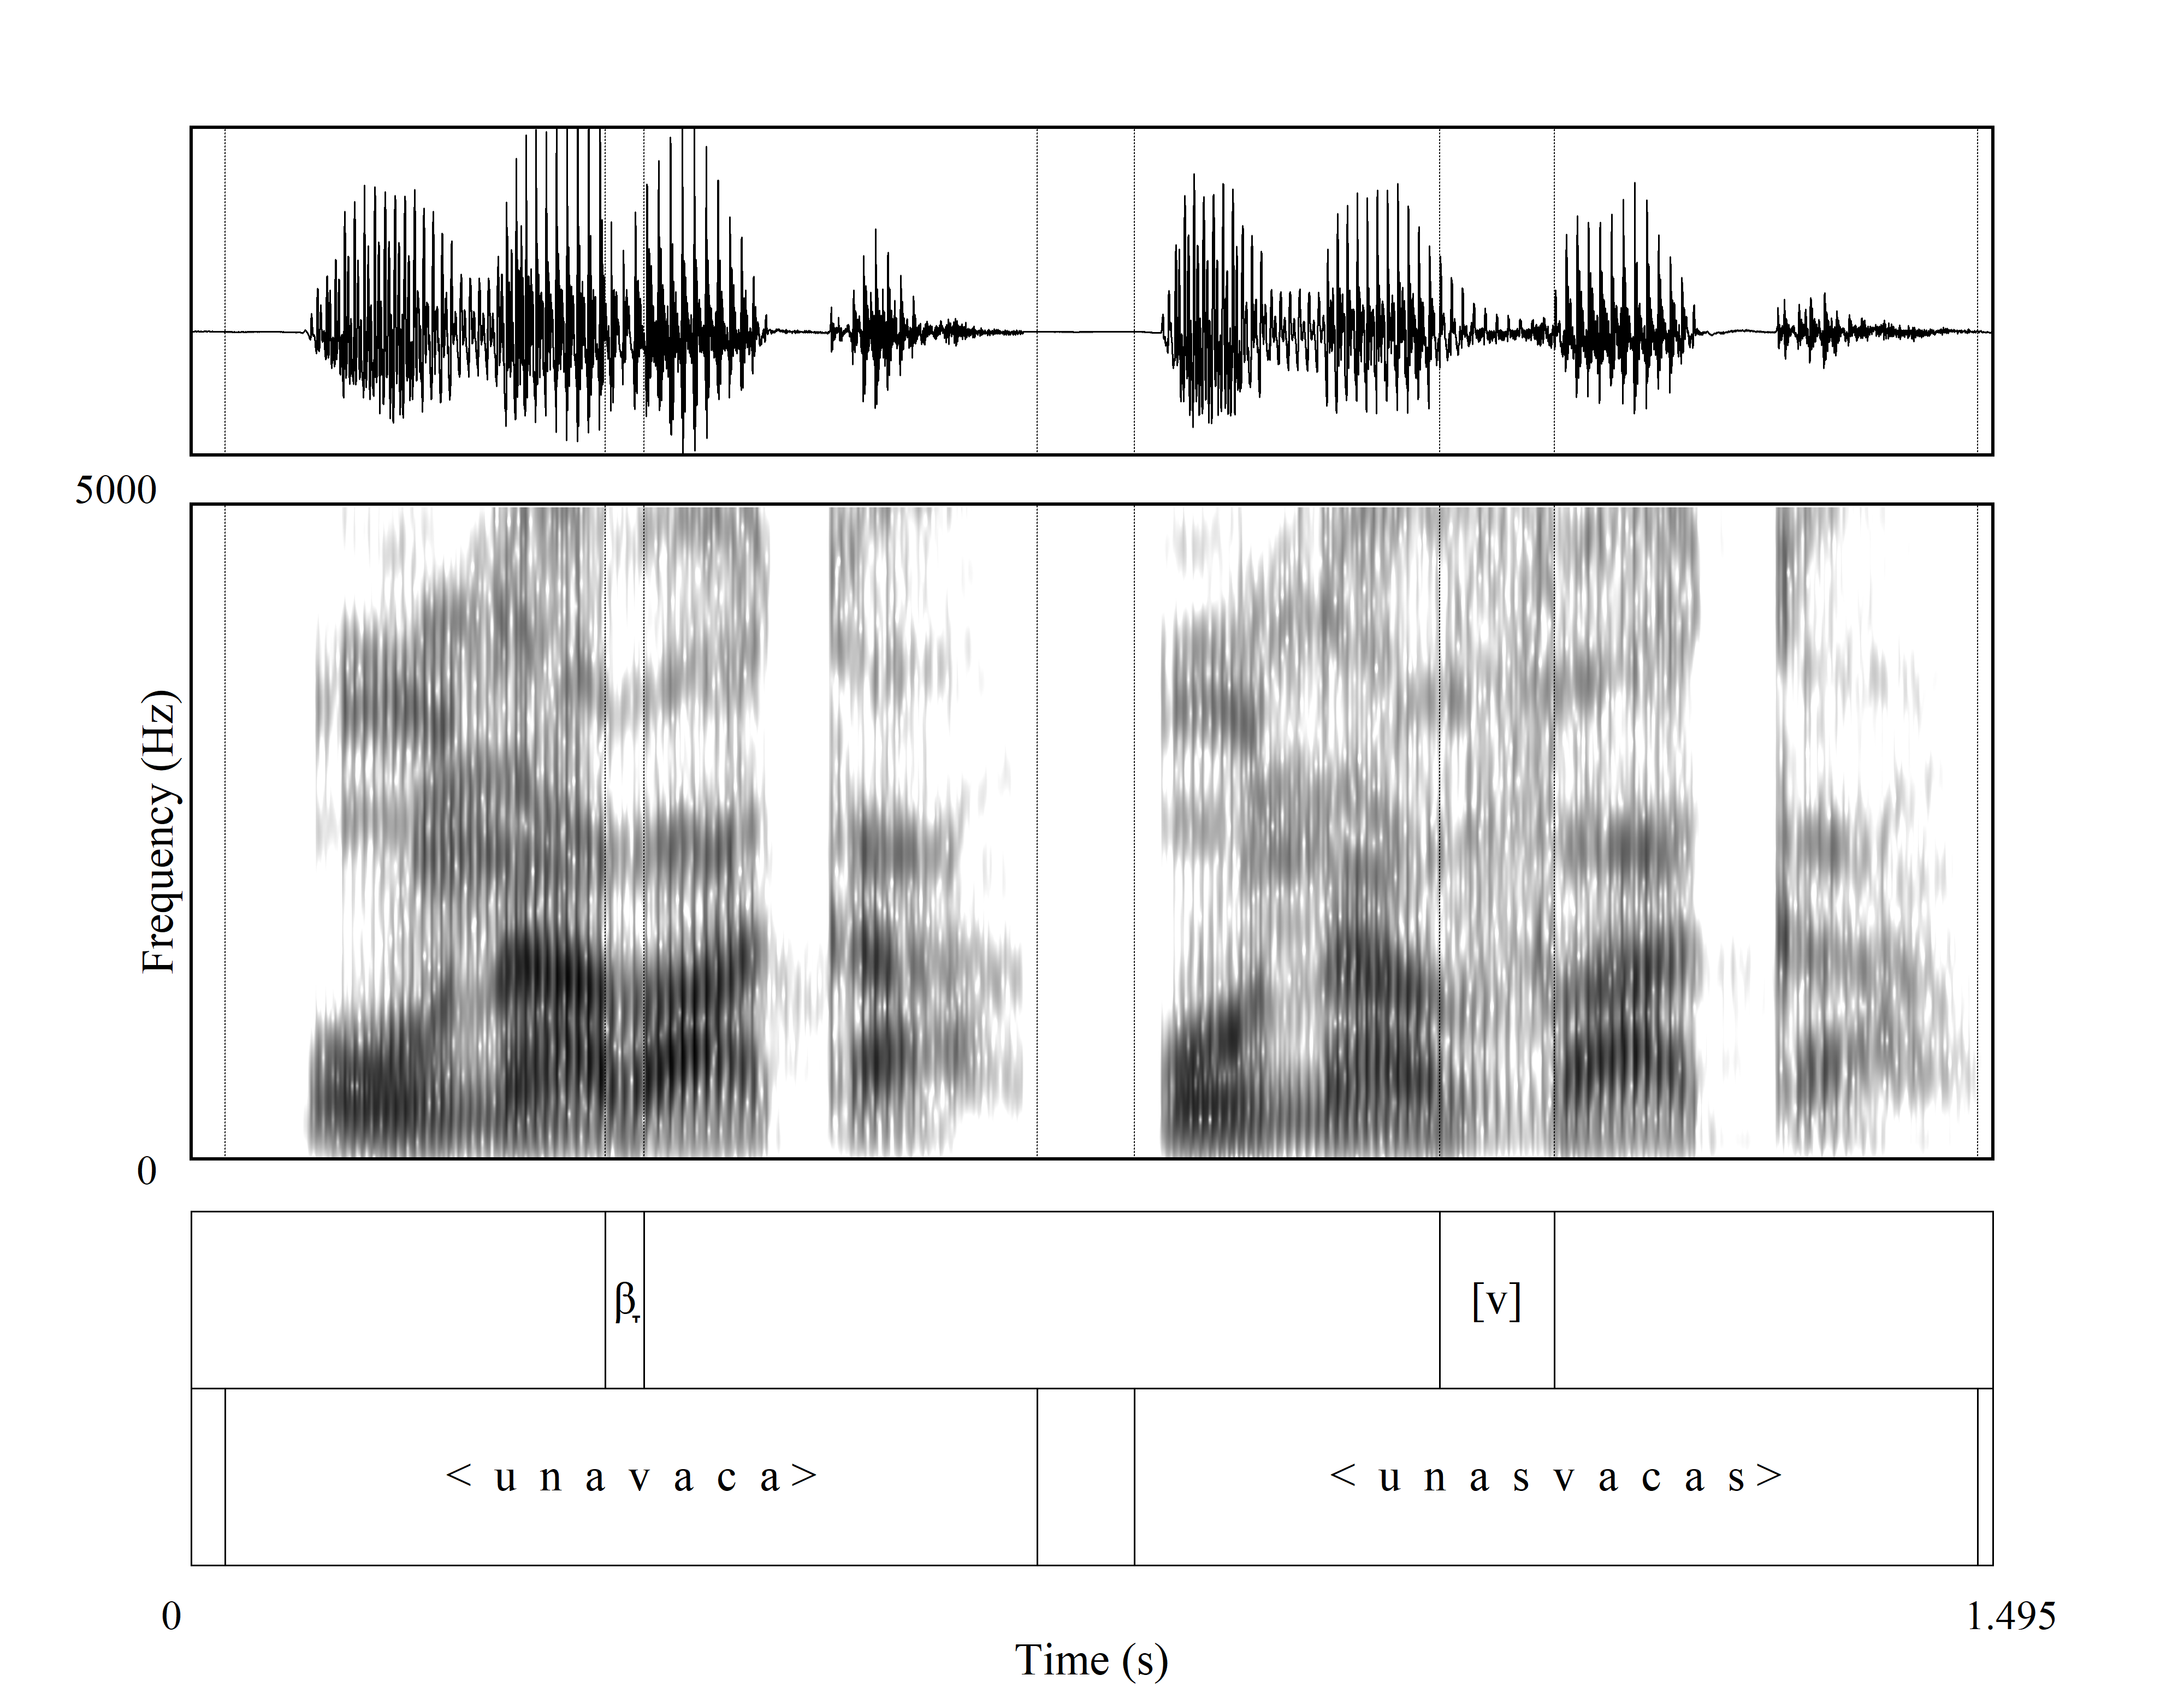 5000
Frequency (Hz)
0
β̞
[v]
< u n a v a c a >
< u n a s v a c a s >
0
1.495
Time (s)